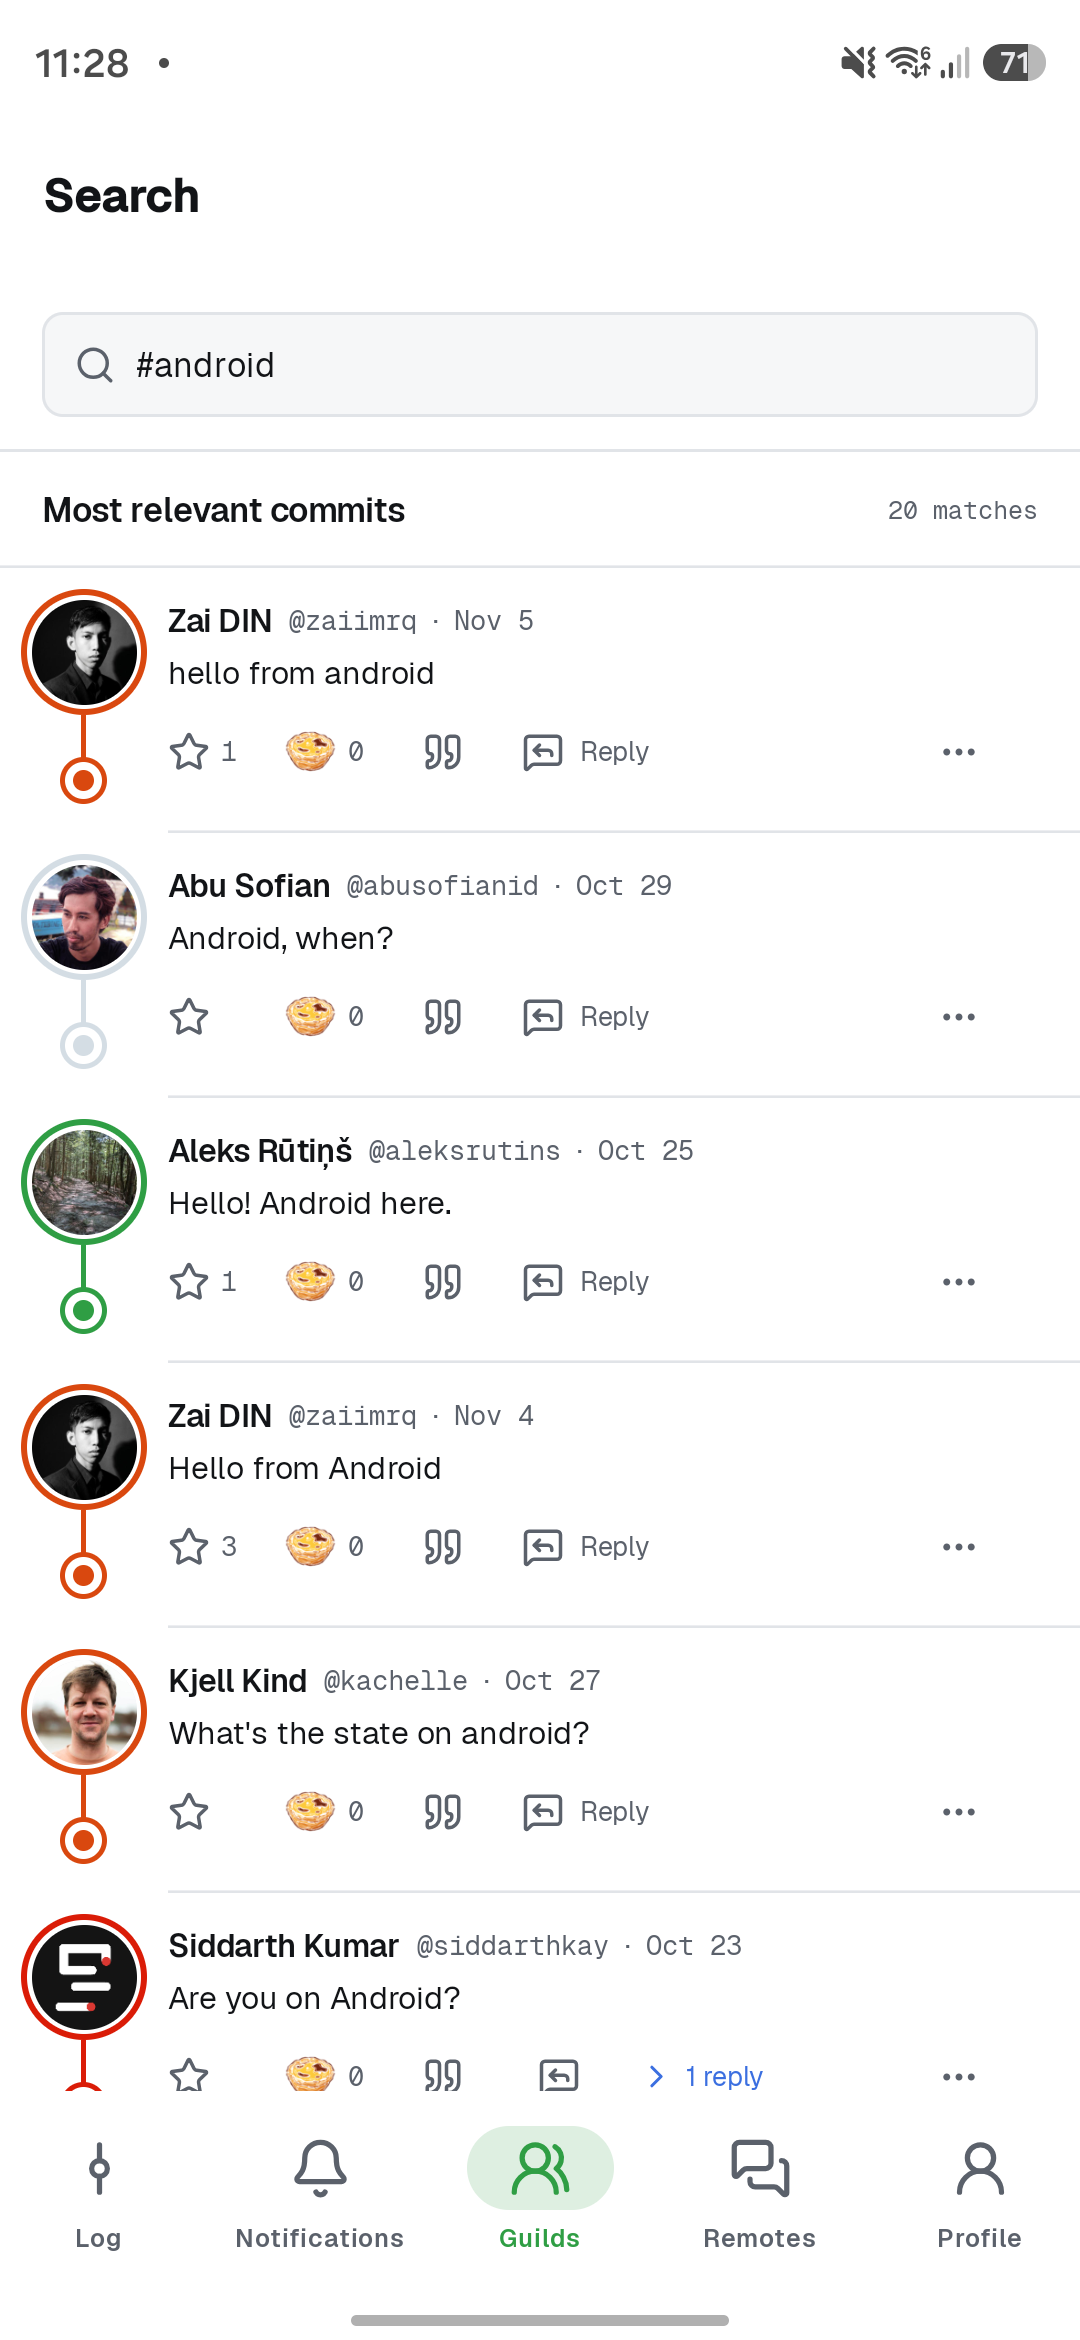 11:28
6
71
Search
#android
Most relevant commits
20 matches
Zai DIN @zaiimrq · Nov 5
hello from android
1 0 Reply
Abu Sofian @abusofianid · Oct 29
Android, when?
0 Reply
Aleks Rūtiņš @aleksrutins · Oct 25
Hello! Android here.
1 0 Reply
Zai DIN @zaiimrq · Nov 4
Hello from Android
3 0 Reply
Kjell Kind @kachelle · Oct 27
What's the state on android?
0 Reply
Siddarth Kumar @siddarthkay · Oct 23
Are you on Android?
0 1 reply
Log Notifications Guilds Remotes Profile